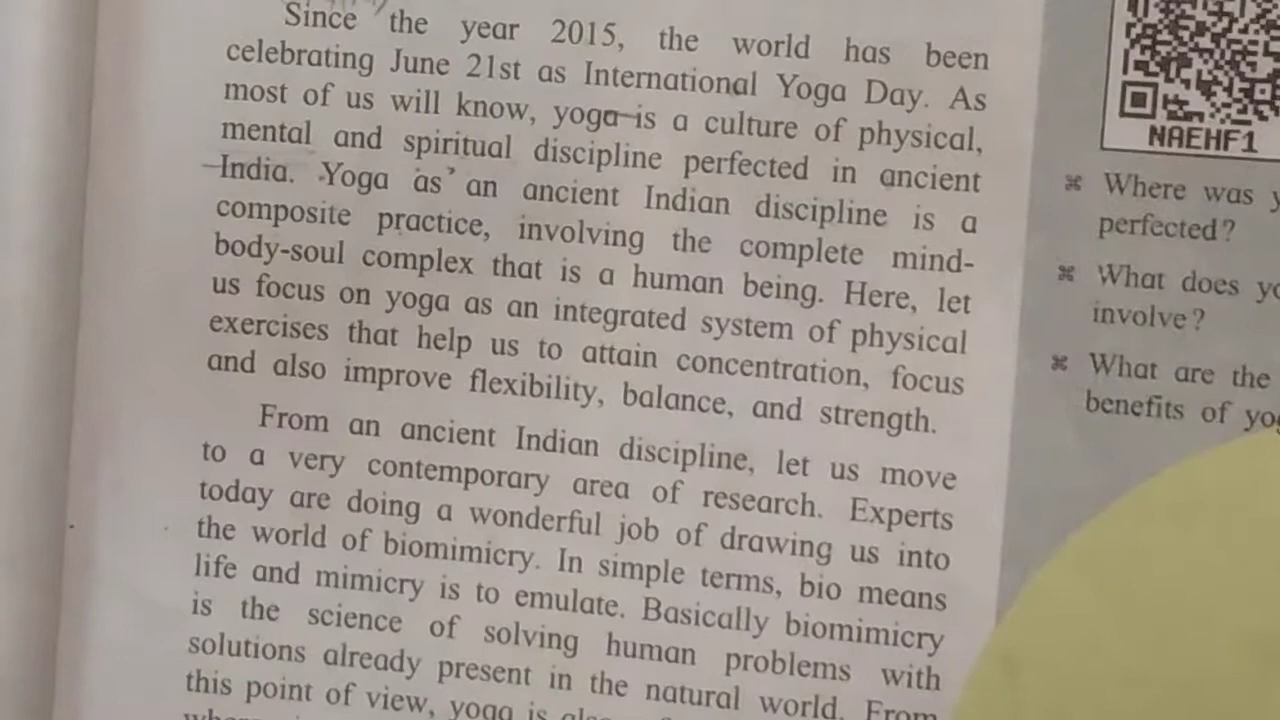 Since the year 2015, the world has been
celebrating June 21st as International Yoga Day. As
most of us will know, yoga is a culture of physical,
mental and spiritual discipline perfected in ancient
India. Yoga as an ancient Indian discipline is a
composite practice, involving the complete mind-
body-soul complex that is a human being. Here, let
us focus on yoga as an integrated system of physical
exercises that help us to attain concentration, focus
and also improve flexibility, balance, and strength.
From an ancient Indian discipline, let us move
to a very contemporary area of research. Experts
today are doing a wonderful job of drawing us into
the world of biomimicry. In simple terms, bio means
life and mimicry is to emulate. Basically biomimicry
is the science of solving human problems with
solutions already present in the natural world. From
this point of view, yoga is
NAEHF1
⌘ Where was
perfected?
⌘ What does
involve?
⌘ What are the
benefits of